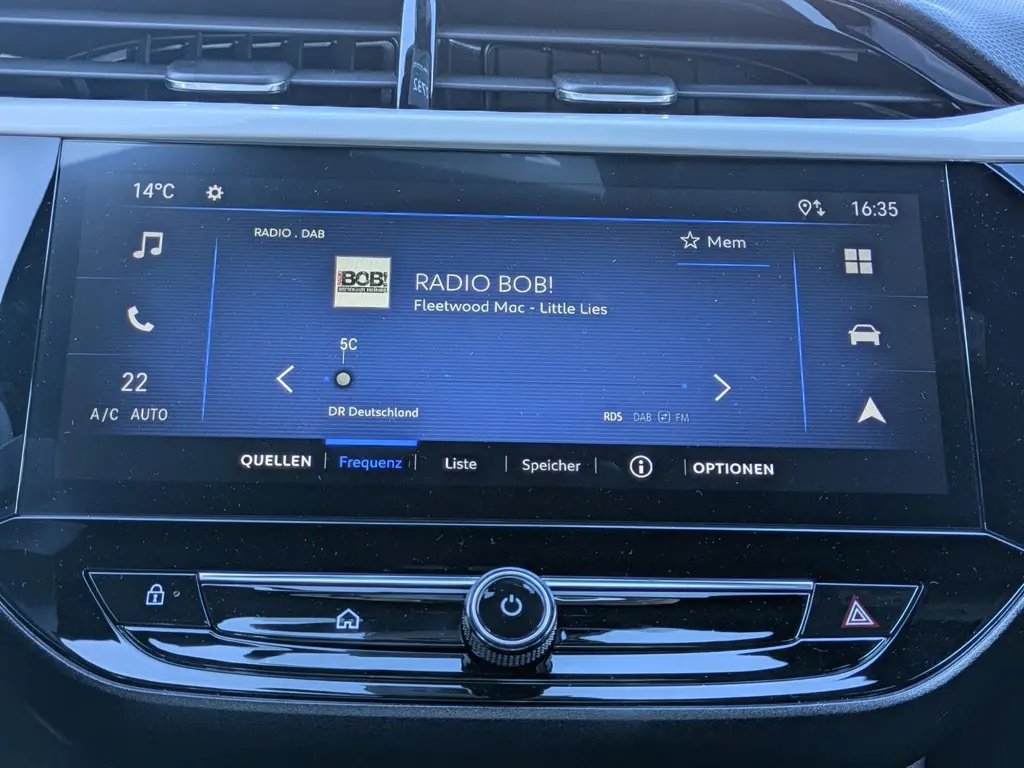 14°C
16:35
RADIO . DAB
Mem
BOB!
RADIO BOB!
Fleetwood Mac - Little Lies
5C
22
A/C AUTO
DR Deutschland
RDS DAB FM
QUELLEN
Frequenz
Liste
Speicher
OPTIONEN